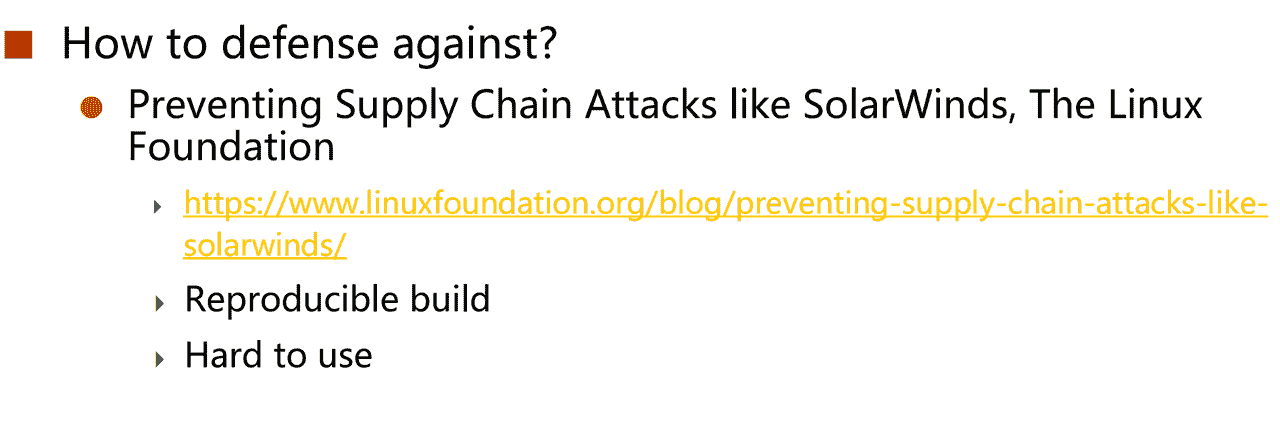 How to defense against?
Preventing Supply Chain Attacks like SolarWinds, The Linux
Foundation
https://www.linuxfoundation.org/blog/preventing-supply-chain-attacks-like-
solarwinds/
Reproducible build
Hard to use